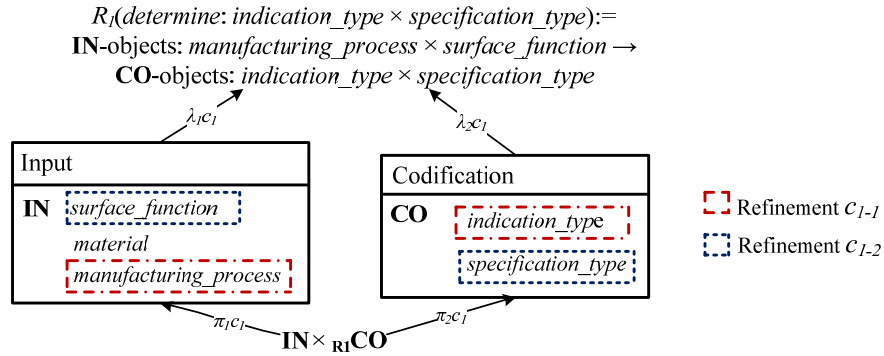 R₁(determine: indication_type × specification_type):=
IN-objects: manufacturing_process × surface_function →
CO-objects: indication_type × specification_type
λ₁c₁
λ₂c₁
Input
IN
surface_function
material
manufacturing_process
Codification
CO
indication_type
specification_type
Refinement c₁₋₁
Refinement c₁₋₂
π₁c₁
π₂c₁
IN× R₁CO